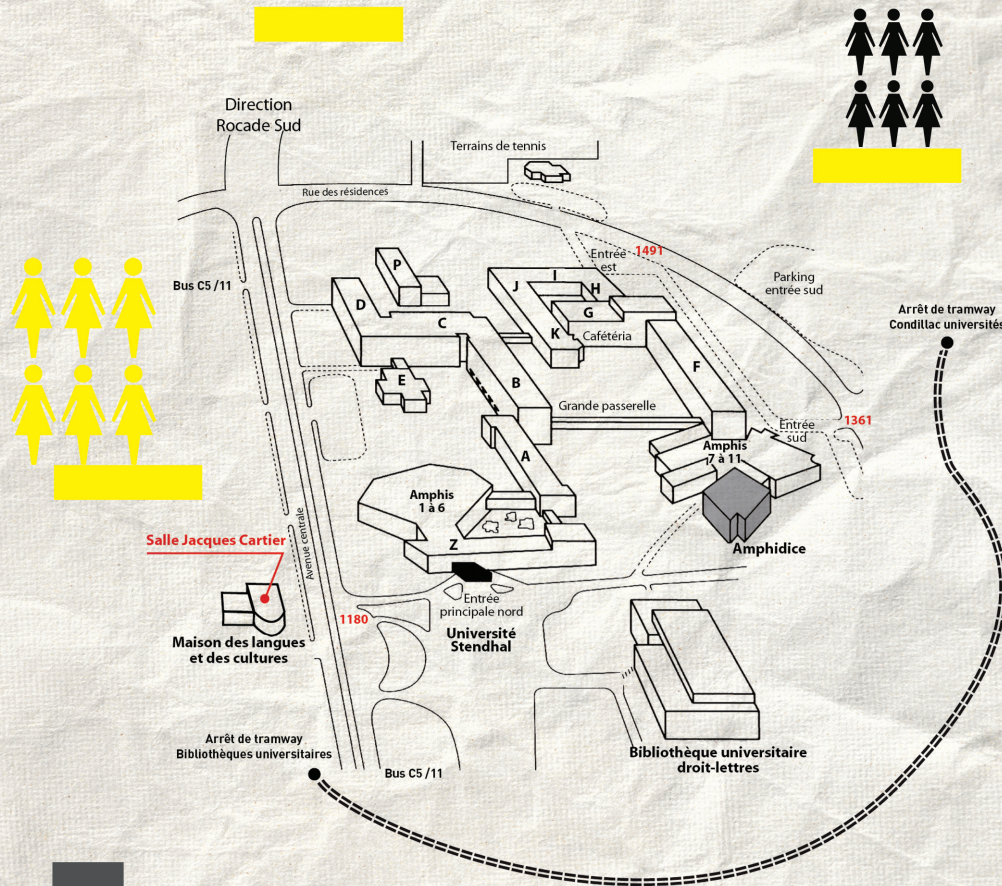 Direction
Rocade Sud
Terrains de tennis
Rue des résidences
Entrée
est
1491
Parking
entrée sud
Bus C5 /11
Arrêt de tramway
Condillac universités
P
I
H
J
D
G
C
K
Cafétéria
E
B
F
Grande passerelle
1361
Entrée
sud
Amphis
7 à 11
A
Amphis
1 à 6
Avenue centrale
Salle Jacques Cartier
Z
Amphidice
Entrée
principale nord
1180
Université
Stendhal
Maison des langues
et des cultures
Arrêt de tramway
Bibliothèques universitaires
Bibliothèque universitaire
droit-lettres
Bus C5 /11